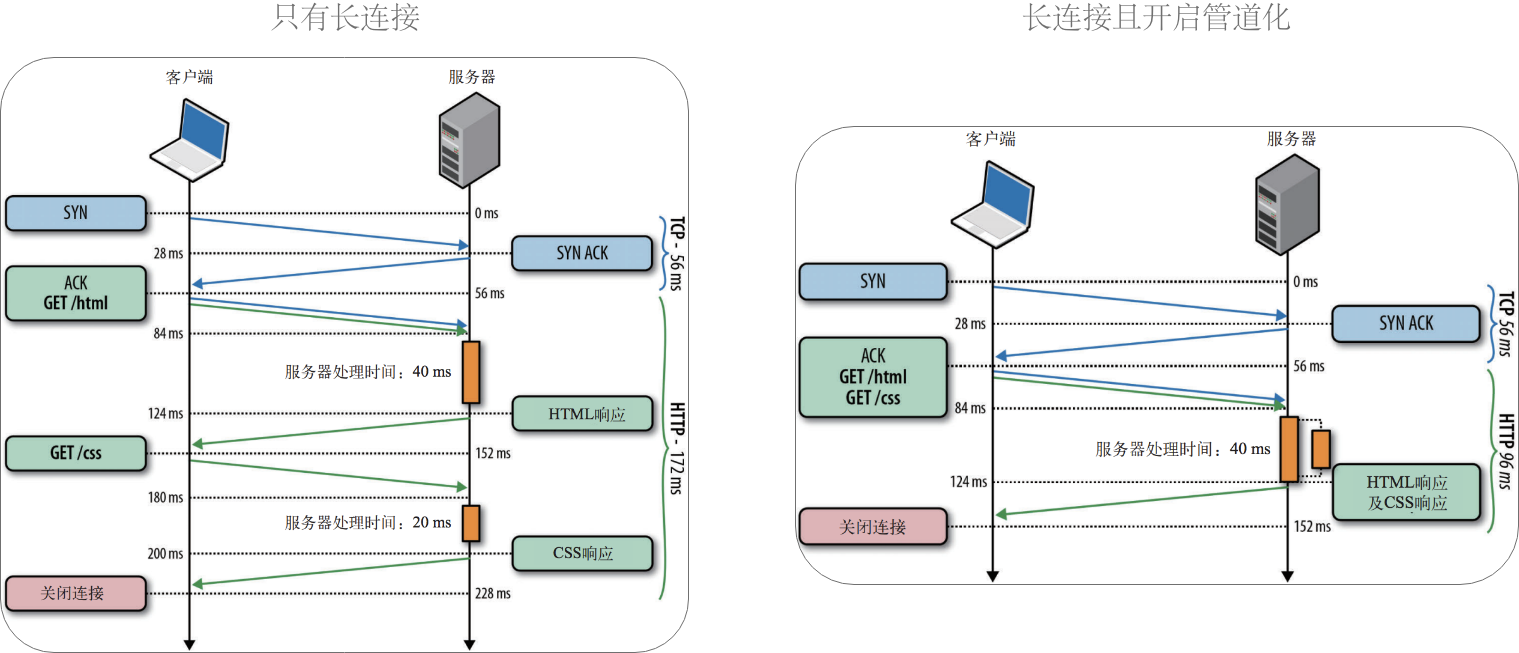 只有长连接
客户端
服务器
SYN
0 ms
TCP - 56 ms
28 ms
SYN ACK
ACK
GET /html
56 ms
84 ms
服务器处理时间：40 ms
HTTP - 172 ms
124 ms
HTML响应
GET /css
152 ms
180 ms
服务器处理时间：20 ms
200 ms
CSS响应
关闭连接
228 ms
长连接且开启管道化
客户端
服务器
SYN
0 ms
TCP 56 ms
28 ms
SYN ACK
ACK
GET /html
GET /css
56 ms
84 ms
服务器处理时间：40 ms
HTTP 96 ms
124 ms
HTML响应
及CSS响应
关闭连接
152 ms